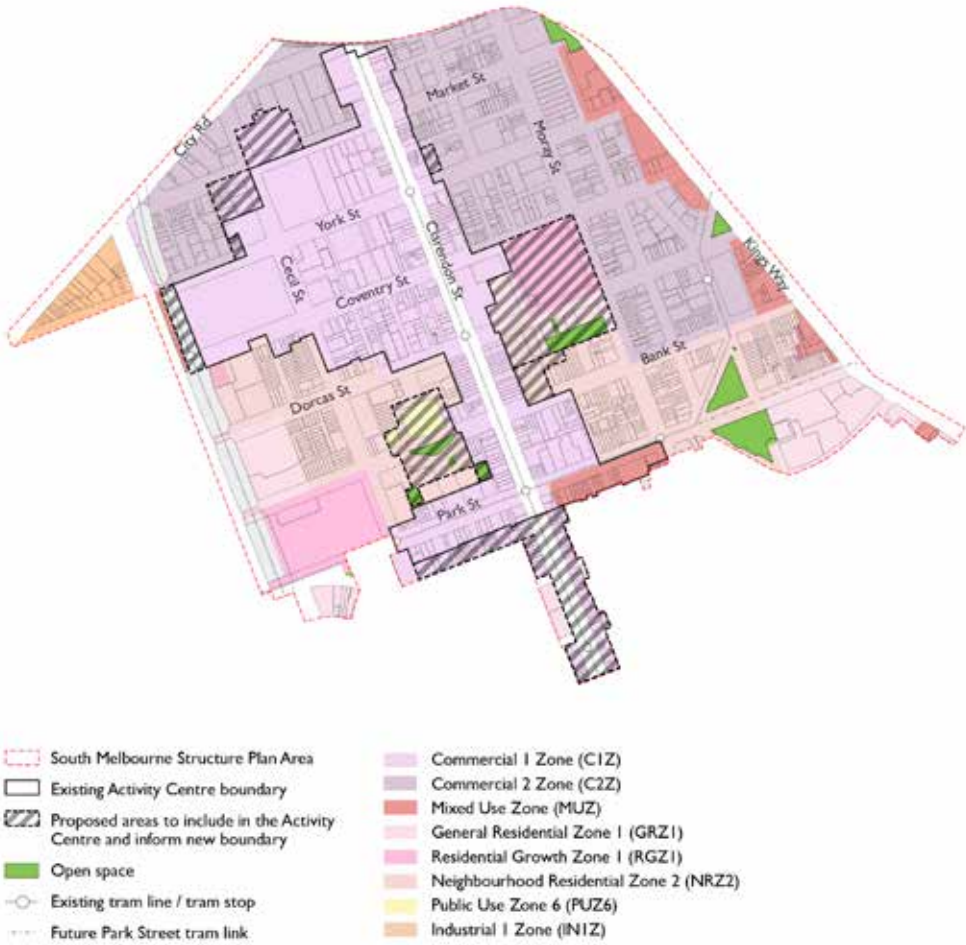 Market St
City Rd
Moray St
York St
Clarendon St
Cecil St
Kings Way
Coventry St
Bank St
Dorcas St
Park St
South Melbourne Structure Plan Area
Existing Activity Centre boundary
Proposed areas to include in the Activity
Centre and inform new boundary
Open space
Existing tram line / tram stop
Future Park Street tram link
Commercial 1 Zone (C1Z)
Commercial 2 Zone (C2Z)
Mixed Use Zone (MUZ)
General Residential Zone 1 (GRZ1)
Residential Growth Zone 1 (RGZ1)
Neighbourhood Residential Zone 2 (NRZ2)
Public Use Zone 6 (PUZ6)
Industrial 1 Zone (IN1Z)